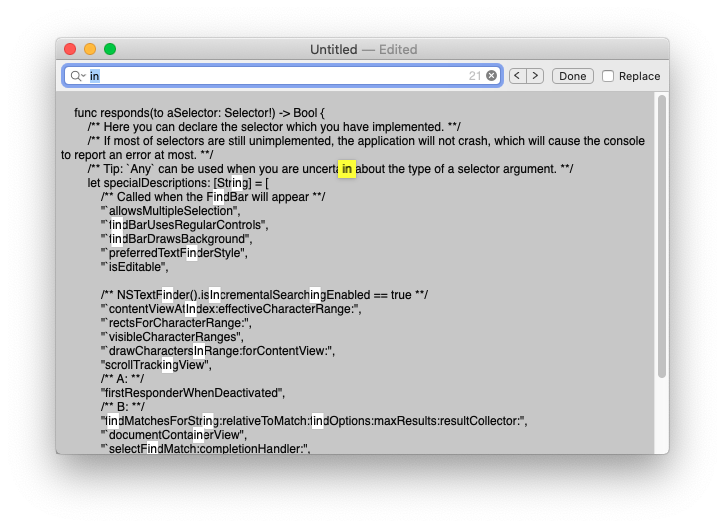 Untitled — Edited
in 21 < > Done Replace
func responds(to aSelector: Selector!) -> Bool {
/** Here you can declare the selector which you have implemented. **/
/** If most of selectors are still unimplemented, the application will not crash, which will cause the console
to report an error at most. **/
/** Tip: `Any` can be used when you are uncertain about the type of a selector argument. **/
let specialDescriptions: [String] = [
/** Called when the FindBar will appear **/
"`allowsMultipleSelection",
"`findBarUsesRegularControls",
"`findBarDrawsBackground",
"`preferredTextFinderStyle",
"`isEditable",
/** NSTextFinder().isIncrementalSearchingEnabled == true **/
"`contentViewAtIndex:effectiveCharacterRange:",
"`rectsForCharacterRange:",
"`visibleCharacterRanges",
"`drawCharactersInRange:forContentView:",
"scrollTrackingView",
/** A: **/
"firstResponderWhenDeactivated",
/** B: **/
"findMatchesForString:relativeToMatch:findOptions:maxResults:resultCollector:",
"`documentContainerView",
"`selectFindMatch:completionHandler:",